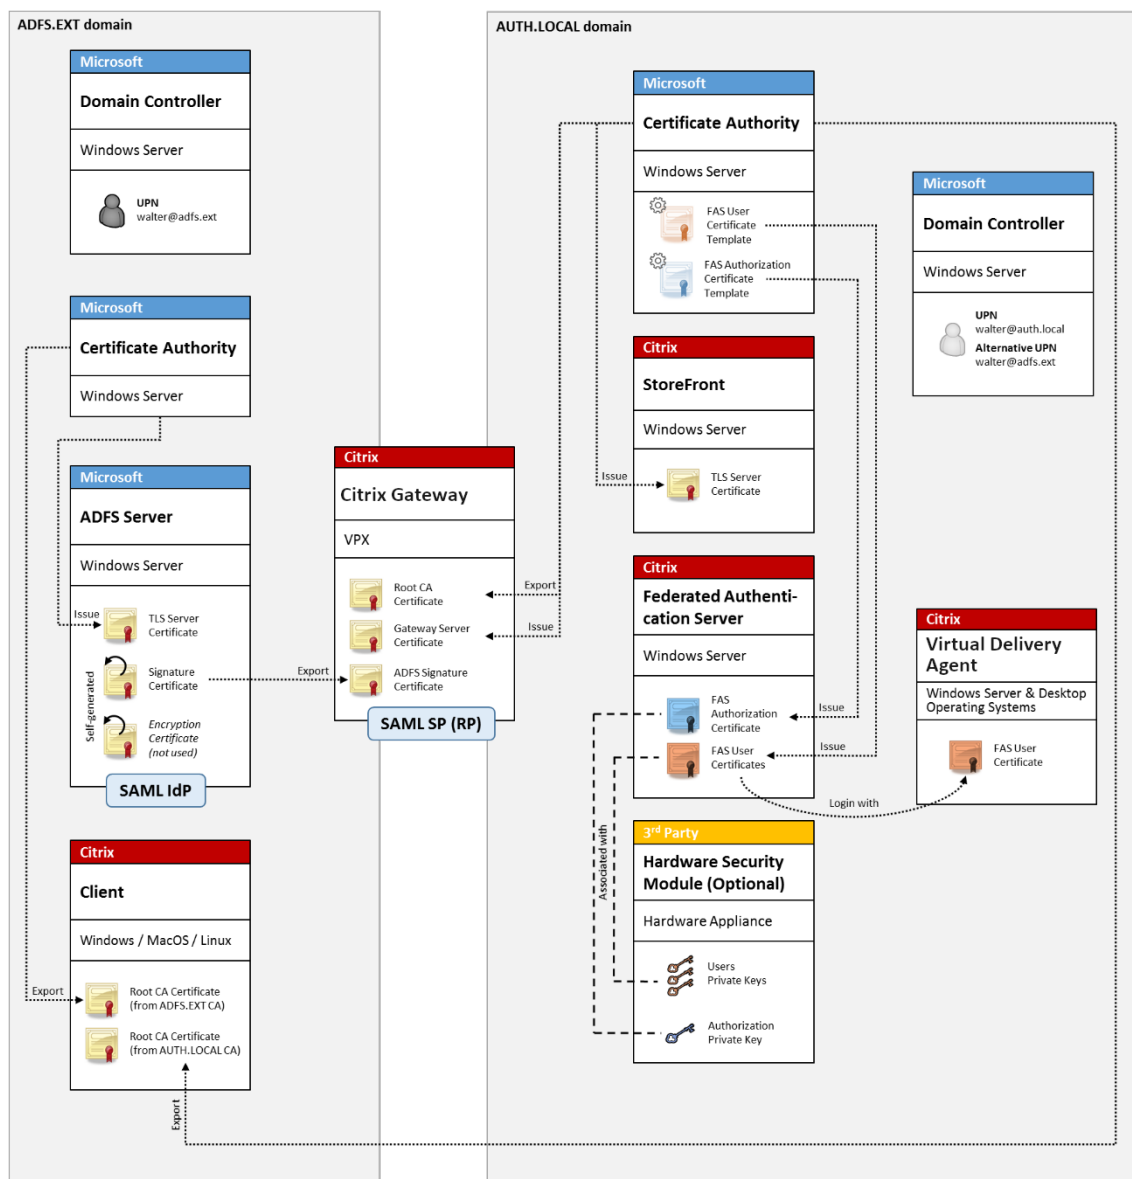 ADFS.EXT domain
Microsoft
Domain Controller
Windows Server
UPN
walter@adfs.ext
Microsoft
Certificate Authority
Windows Server
Microsoft
ADFS Server
Windows Server
Issue
TLS Server
Certificate
Self-generated
Signature
Certificate
Encryption
Certificate
(not used)
SAML IdP
Citrix
Client
Windows / MacOS / Linux
Export
Root CA Certificate
(from ADFS.EXT CA)
Root CA Certificate
(from AUTH.LOCAL CA)
Export
Citrix
Citrix Gateway
VPX
Root CA
Certificate
Export
Gateway Server
Certificate
Issue
Export
ADFS Signature
Certificate
SAML SP (RP)
AUTH.LOCAL domain
Microsoft
Certificate Authority
Windows Server
FAS User
Certificate
Template
FAS Authorization
Certificate
Template
Citrix
StoreFront
Windows Server
Issue
TLS Server
Certificate
Citrix
Federated Authenti-
cation Server
Windows Server
FAS
Authorization
Certificate
Issue
FAS User
Certificates
Issue
Login with
Associated with
3rd Party
Hardware Security
Module (Optional)
Hardware Appliance
Users
Private Keys
Authorization
Private Key
Microsoft
Domain Controller
Windows Server
UPN
walter@auth.local
Alternative UPN
walter@adfs.ext
Citrix
Virtual Delivery
Agent
Windows Server & Desktop
Operating Systems
FAS User
Certificate